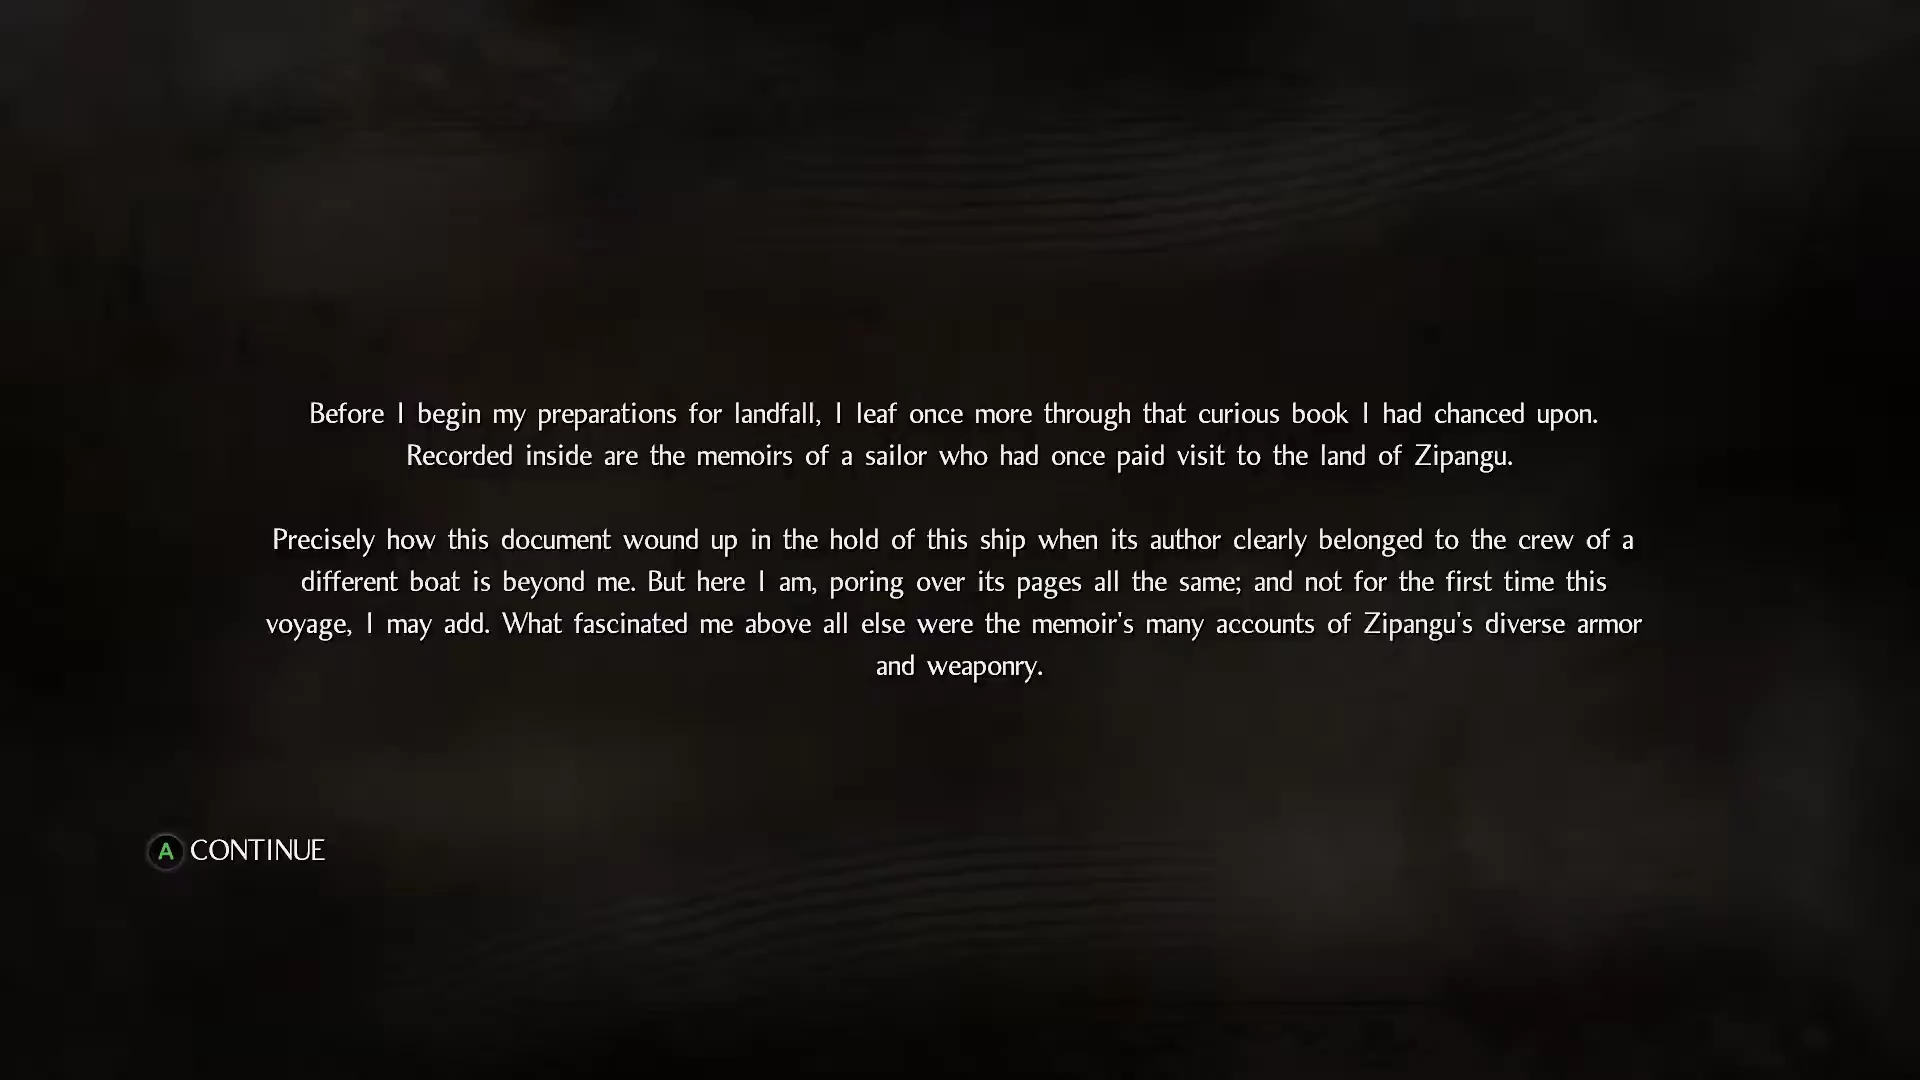 Before I begin my preparations for landfall, I leaf once more through that curious book I had chanced upon.
Recorded inside are the memoirs of a sailor who had once paid visit to the land of Zipangu.
Precisely how this document wound up in the hold of this ship when its author clearly belonged to the crew of a
different boat is beyond me. But here I am, poring over its pages all the same; and not for the first time this
voyage, I may add. What fascinated me above all else were the memoir's many accounts of Zipangu's diverse armor
and weaponry.
A CONTINUE